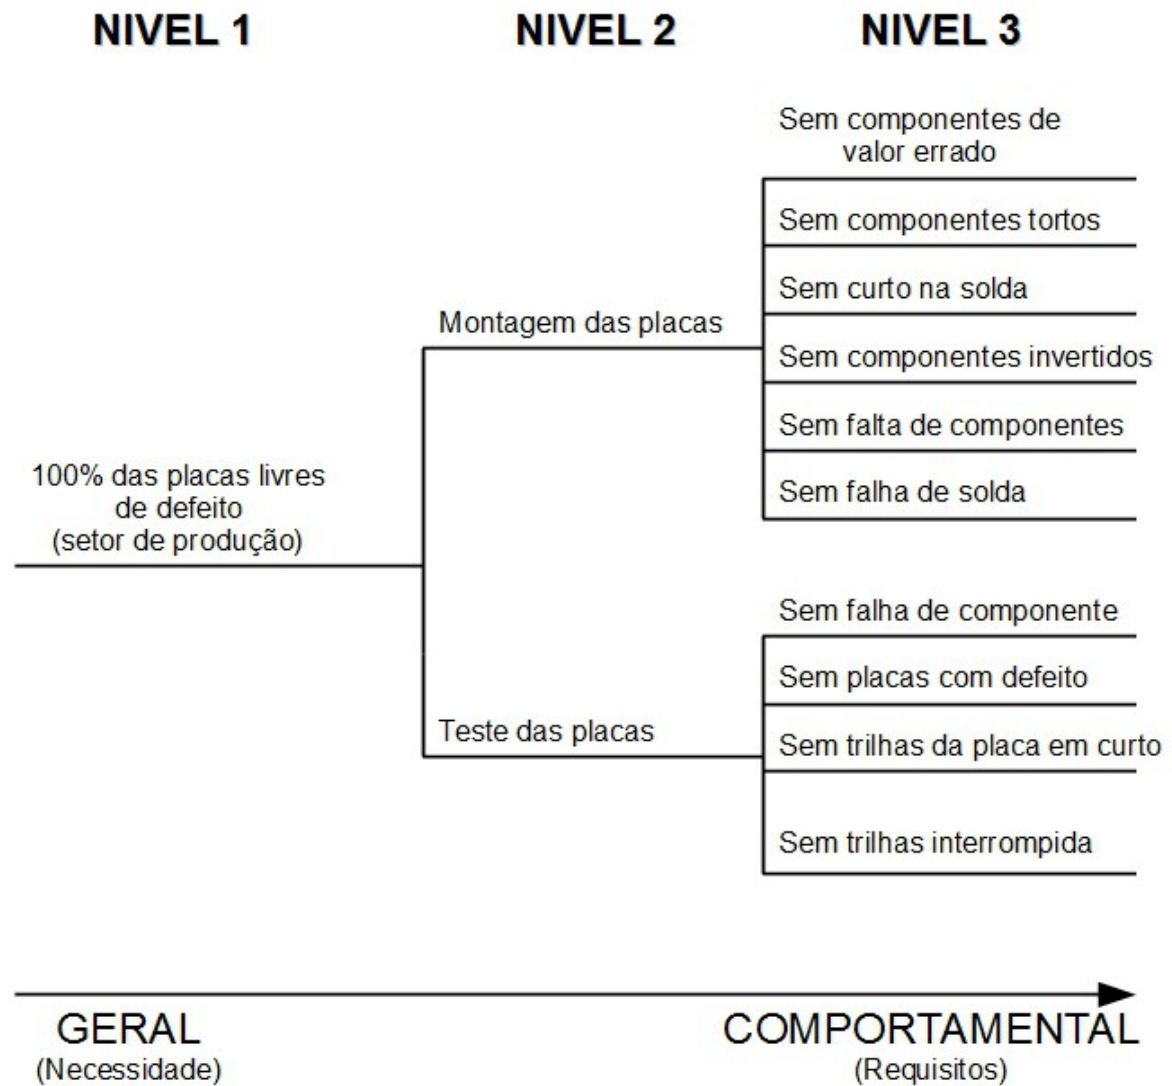 NIVEL 1 NIVEL 2 NIVEL 3
Sem componentes de
valor errado
Sem componentes tortos
Sem curto na solda
Montagem das placas
Sem componentes invertidos
Sem falta de componentes
100% das placas livres
de defeito
(setor de produção)
Sem falha de solda
Sem falha de componente
Sem placas com defeito
Teste das placas
Sem trilhas da placa em curto
Sem trilhas interrompida
GERAL
(Necessidade)
COMPORTAMENTAL
(Requisitos)